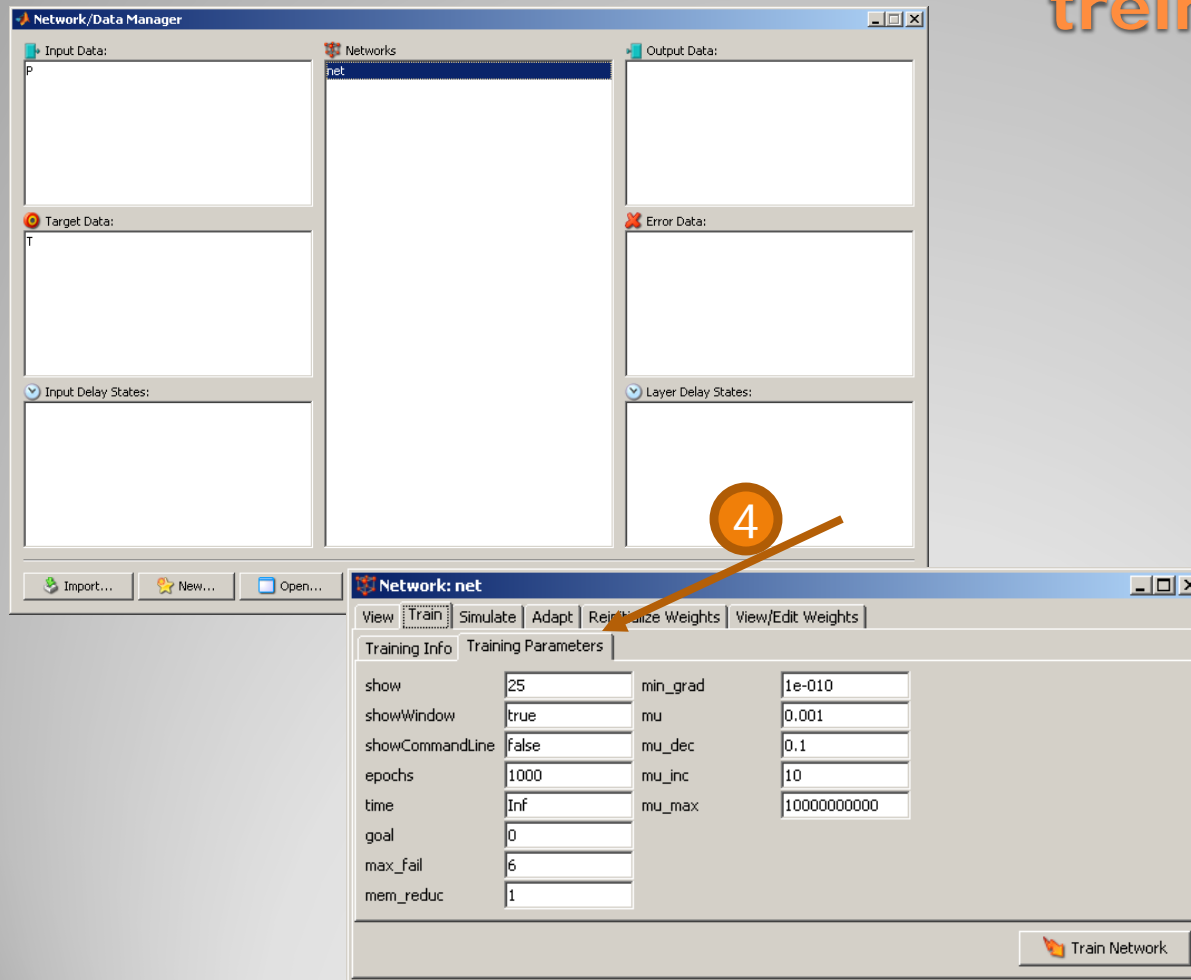 trein
Network/Data Manager
Input Data:
P
Networks
net
Output Data:
Target Data:
T
Error Data:
Input Delay States:
Layer Delay States:
4
Import...
New...
Open...
Network: net
View Train Simulate Adapt Reinitialize Weights View/Edit Weights
Training Info Training Parameters
show 25 min_grad 1e-010
showWindow true mu 0.001
showCommandLine false mu_dec 0.1
epochs 1000 mu_inc 10
time Inf mu_max 10000000000
goal 0
max_fail 6
mem_reduc 1
Train Network